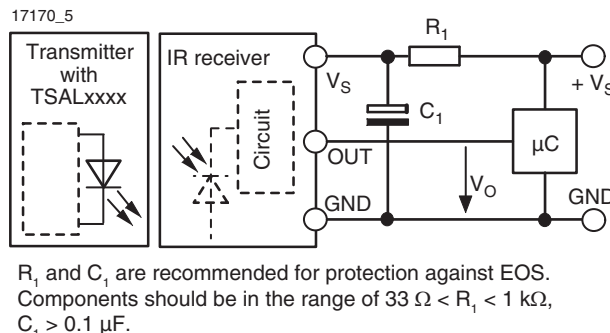 17170_5
Transmitter
with
TSALxxxx
IR receiver
Circuit
VS
OUT
GND
R1
C1
VO
µC
+ VS
GND
R1 and C1 are recommended for protection against EOS.
Components should be in the range of 33 Ω < R1 < 1 kΩ,
C1 > 0.1 µF.